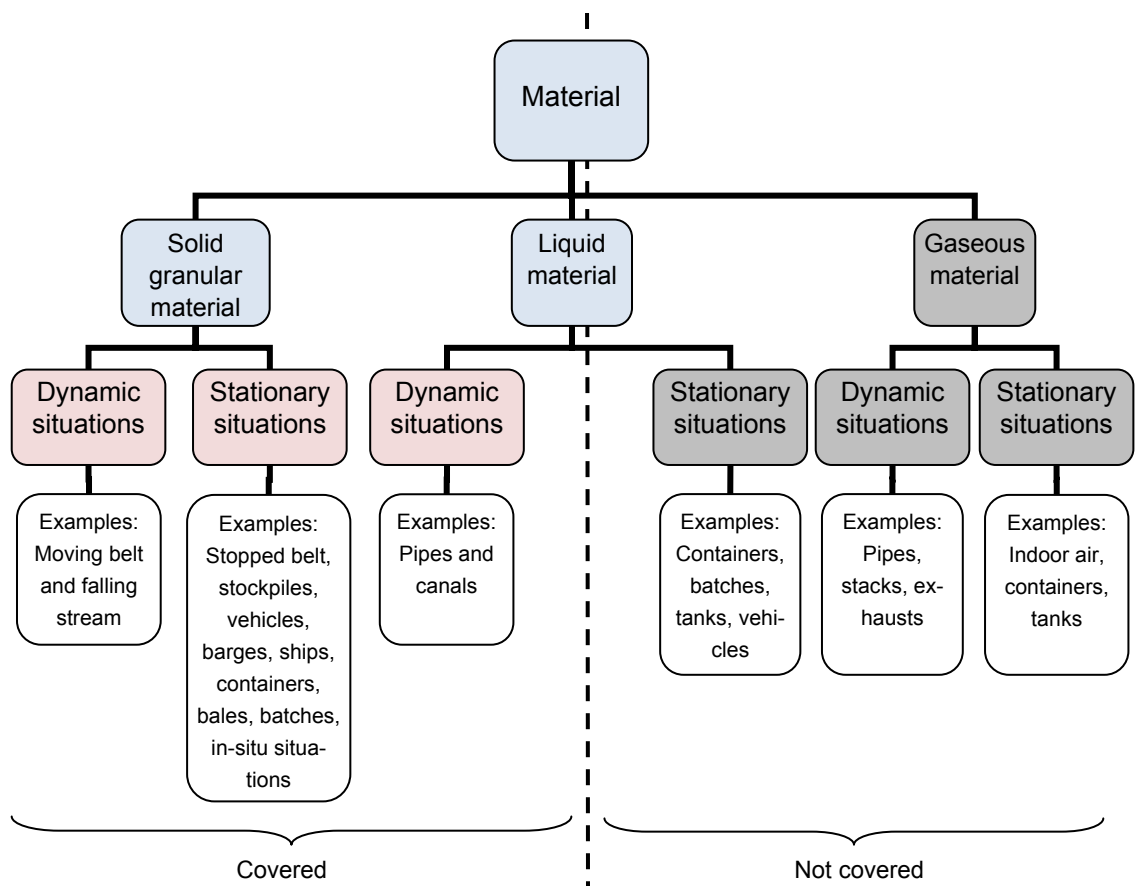 Material
Solid
granular
material
Liquid
material
Gaseous
material
Dynamic
situations
Stationary
situations
Dynamic
situations
Stationary
situations
Dynamic
situations
Stationary
situations
Examples:
Moving belt
and falling
stream
Examples:
Stopped belt,
stockpiles,
vehicles,
barges, ships,
containers,
bales, batches,
in-situ situa-
tions
Examples:
Pipes and
canals
Examples:
Containers,
batches,
tanks, vehi-
cles
Examples:
Pipes,
stacks, ex-
hausts
Examples:
Indoor air,
containers,
tanks
Covered
Not covered